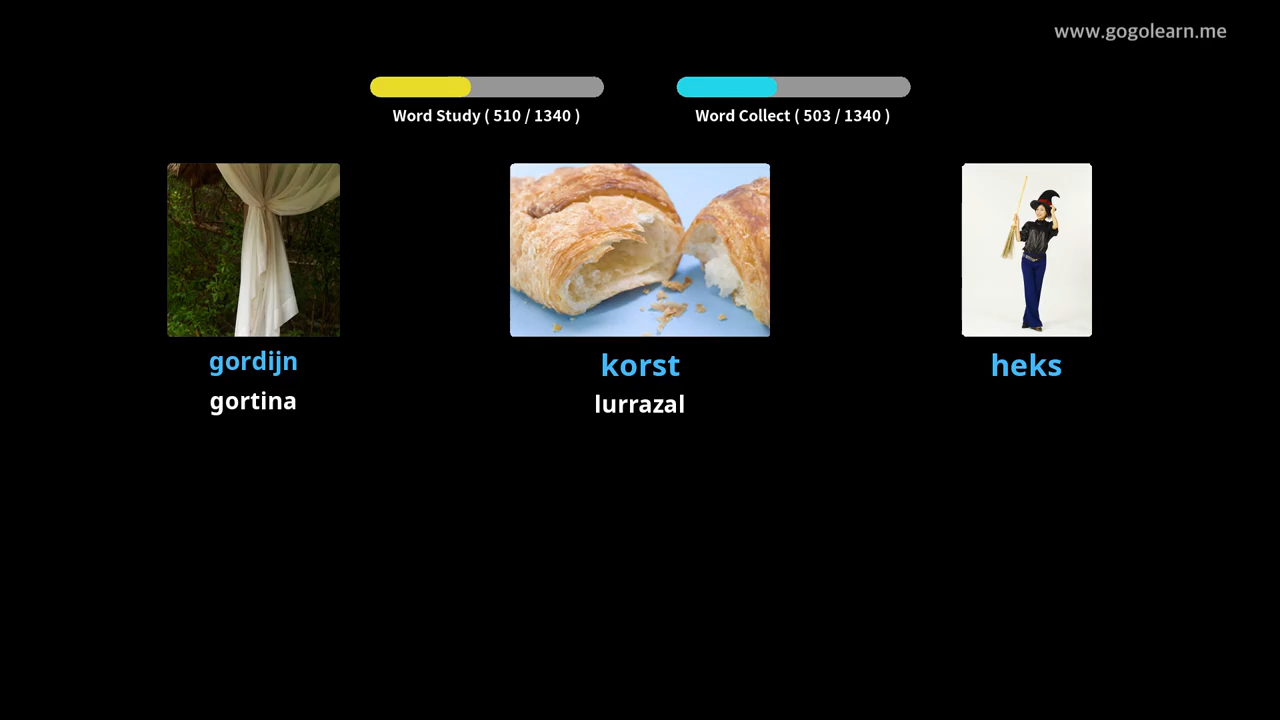 www.gogolearn.me
Word Study ( 510 / 1340 )
Word Collect ( 503 / 1340 )
gordijn
korst
heks
gortina
lurrazal